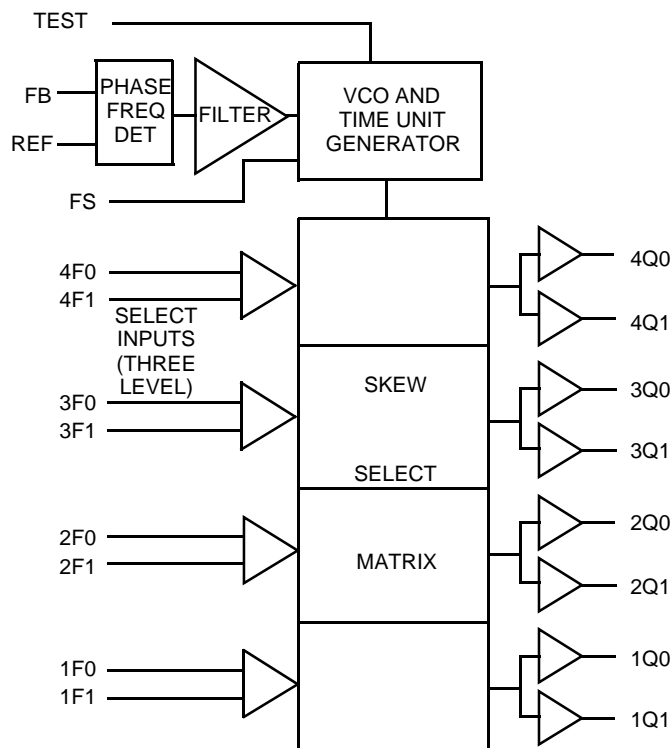 TEST
FB
REF
PHASE
FREQ
DET
FILTER
VCO AND
TIME UNIT
GENERATOR
FS
4F0
4F1
SELECT
INPUTS
(THREE
LEVEL)
3F0
3F1
2F0
2F1
1F0
1F1
SKEW
SELECT
MATRIX
4Q0
4Q1
3Q0
3Q1
2Q0
2Q1
1Q0
1Q1